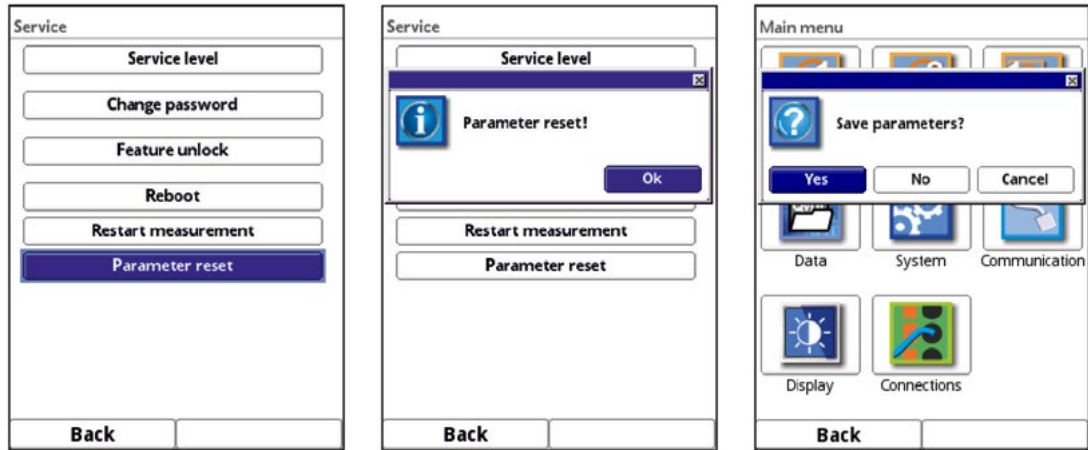 Service
Service level
Change password
Feature unlock
Reboot
Restart measurement
Parameter reset
Back
Service
Service level
Parameter reset!
Ok
Restart measurement
Parameter reset
Back
Main menu
Save parameters?
Yes No Cancel
Data System Communication
Display Connections
Back